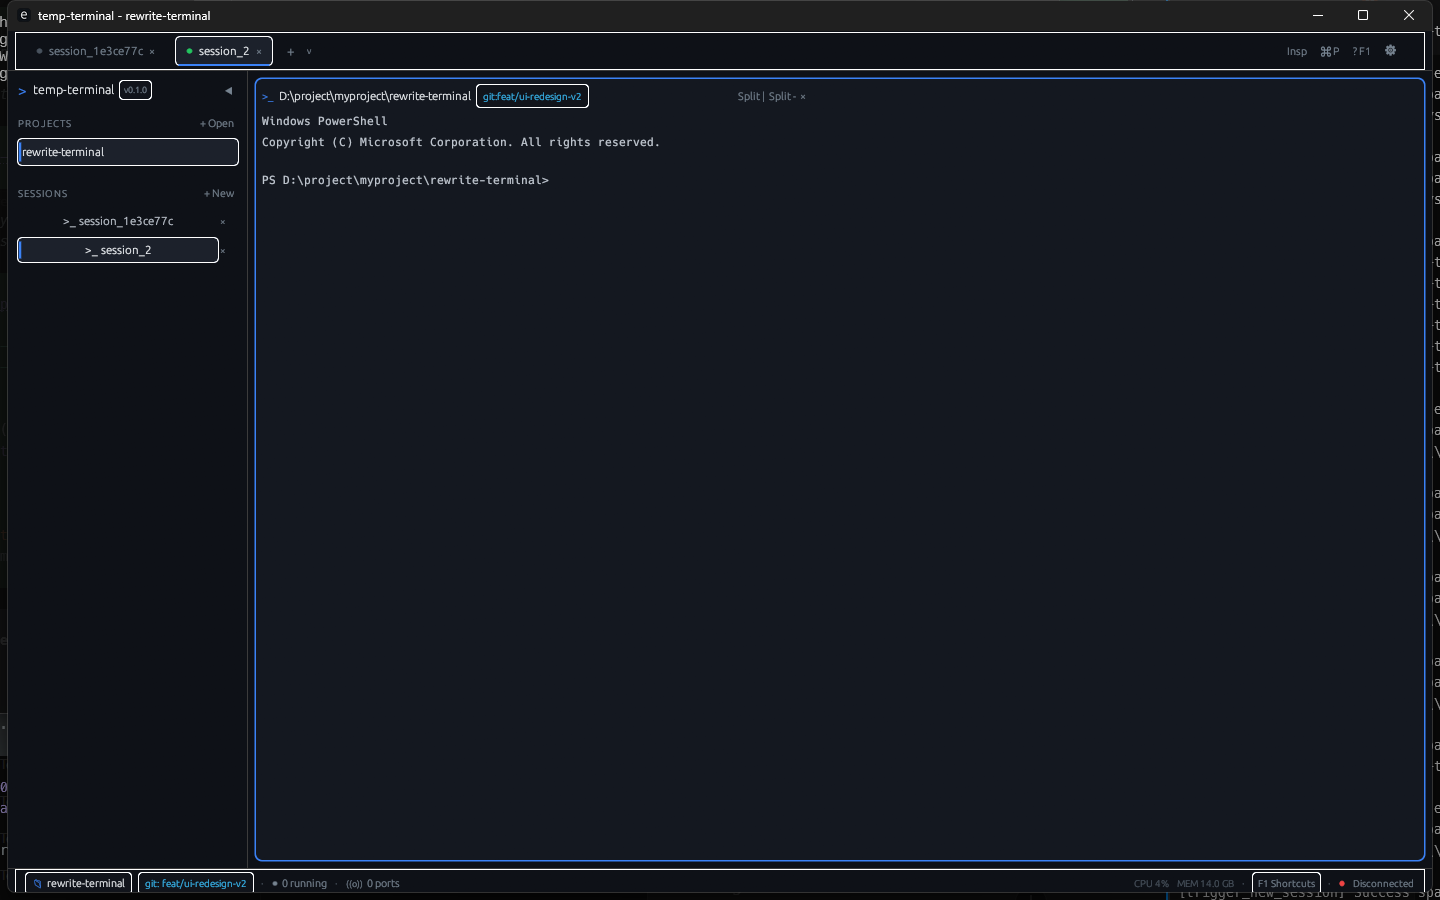 e temp-terminal - rewrite-terminal
session_1e3ce77c ×
session_2 ×
+ v
Insp ⌘P ?F1
> temp-terminal v0.1.0 ◀
PROJECTS +Open
rewrite-terminal
SESSIONS +New
>_ session_1e3ce77c ×
>_ session_2 ×
>_ D:\project\myproject\rewrite-terminal git:feat/ui-redesign-v2 Split| Split- ×
Windows PowerShell
Copyright (C) Microsoft Corporation. All rights reserved.
PS D:\project\myproject\rewrite-terminal>
rewrite-terminal git: feat/ui-redesign-v2 · ● 0 running · ((o)) 0 ports
CPU 4% MEM 14.0 GB · F1 Shortcuts · ● Disconnected